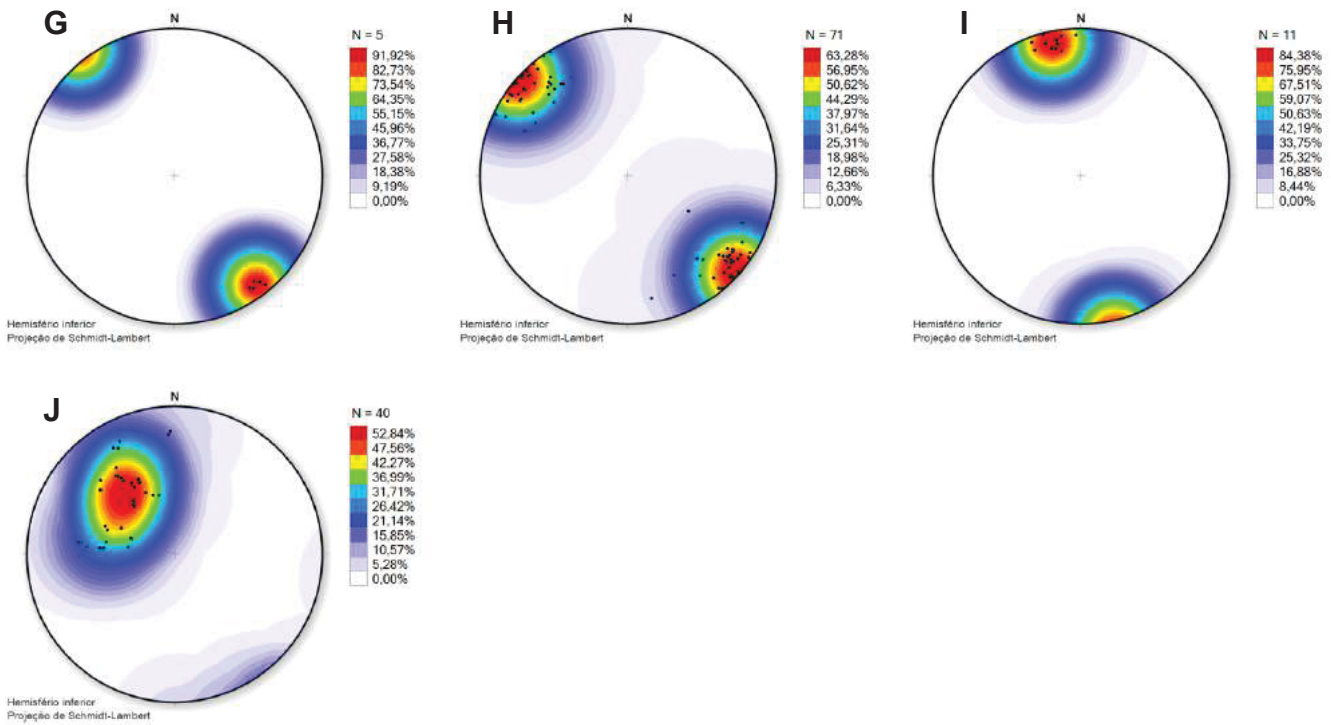 G
N
N = 5
91,92%
82,73%
73,54%
64,35%
55,15%
45,96%
36,77%
27,58%
18,38%
9,19%
0,00%
Hemisfério inferior
Projeção de Schmidt-Lambert
H
N
N = 71
63,28%
56,95%
50,62%
44,29%
37,97%
31,64%
25,31%
18,98%
12,66%
6,33%
0,00%
Hemisfério inferior
Projeção de Schmidt-Lambert
I
N
N = 11
84,38%
75,95%
67,51%
59,07%
50,63%
42,19%
33,75%
25,32%
16,88%
8,44%
0,00%
Hemisfério inferior
Projeção de Schmidt-Lambert
J
N
N = 40
52,84%
47,56%
42,27%
36,99%
31,71%
26,42%
21,14%
15,85%
10,57%
5,28%
0,00%
Hemisfério inferior
Projeção de Schmidt-Lambert